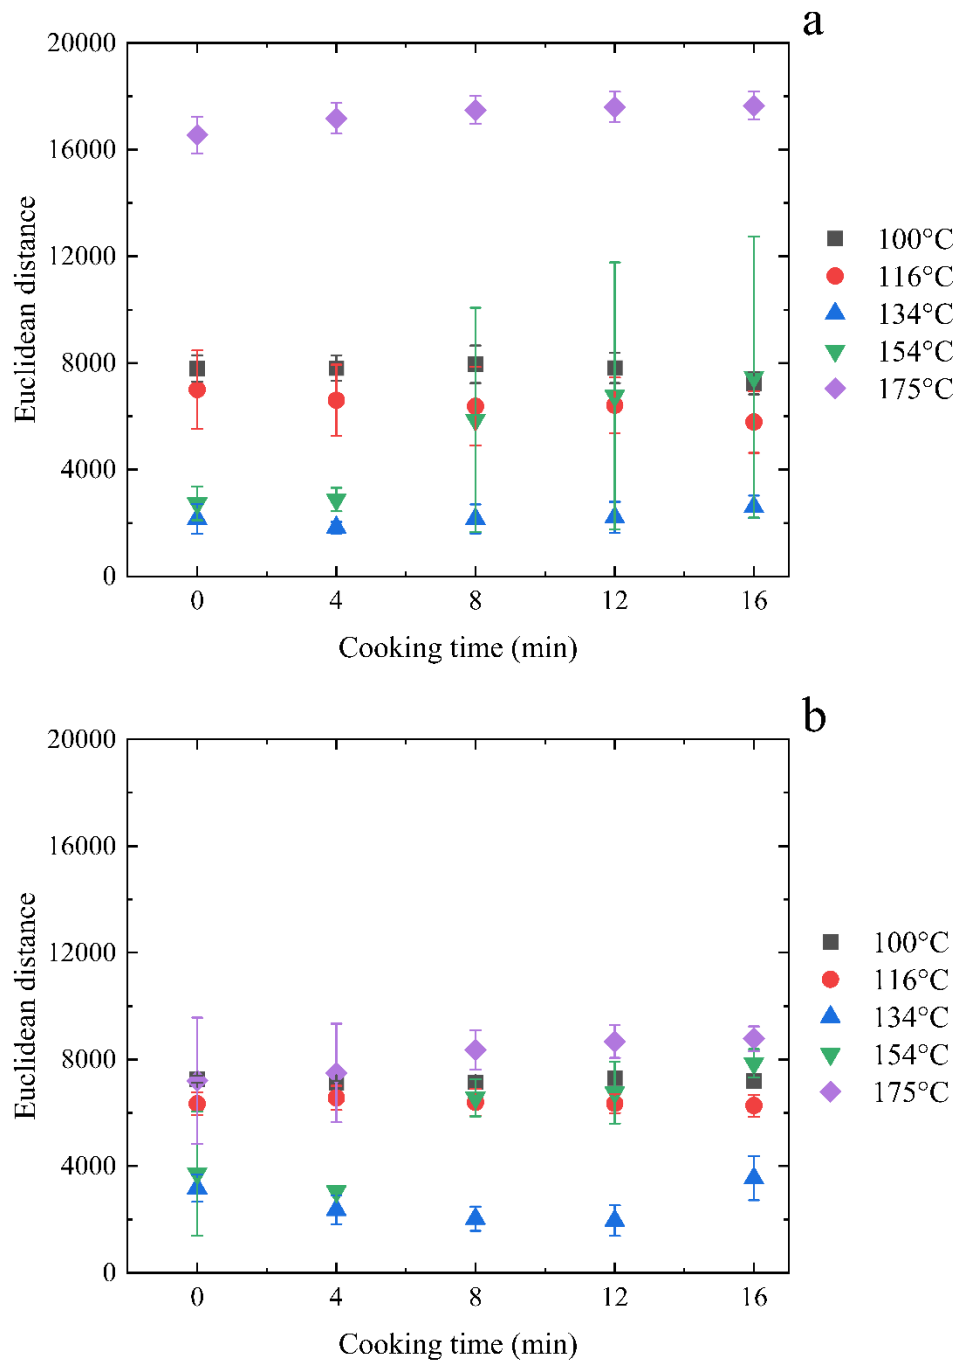 a
20000
16000
12000
8000
4000
0
Euclidean distance
0 4 8 12 16
Cooking time (min)
100°C
116°C
134°C
154°C
175°C
b
20000
16000
12000
8000
4000
0
Euclidean distance
0 4 8 12 16
Cooking time (min)
100°C
116°C
134°C
154°C
175°C